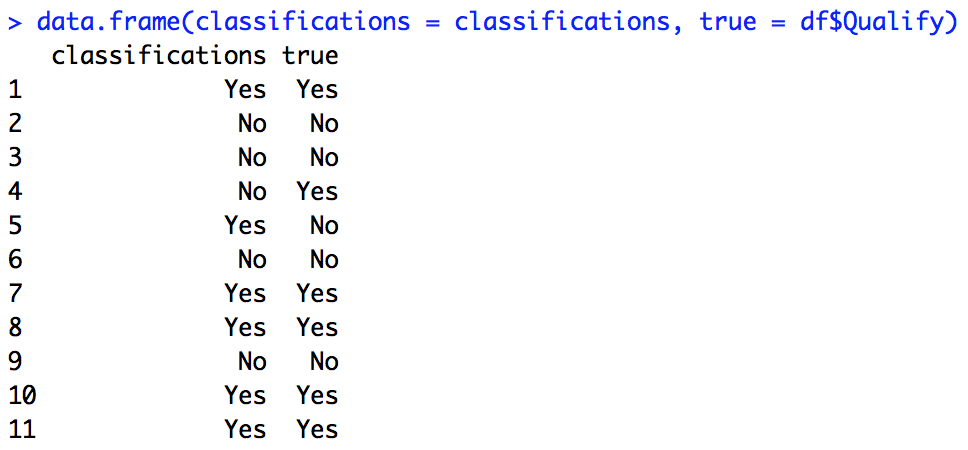 > data.frame(classifications = classifications, true = df$Qualify)
   classifications true
1              Yes  Yes
2               No   No
3               No   No
4               No  Yes
5              Yes   No
6               No   No
7              Yes  Yes
8              Yes  Yes
9               No   No
10             Yes  Yes
11             Yes  Yes